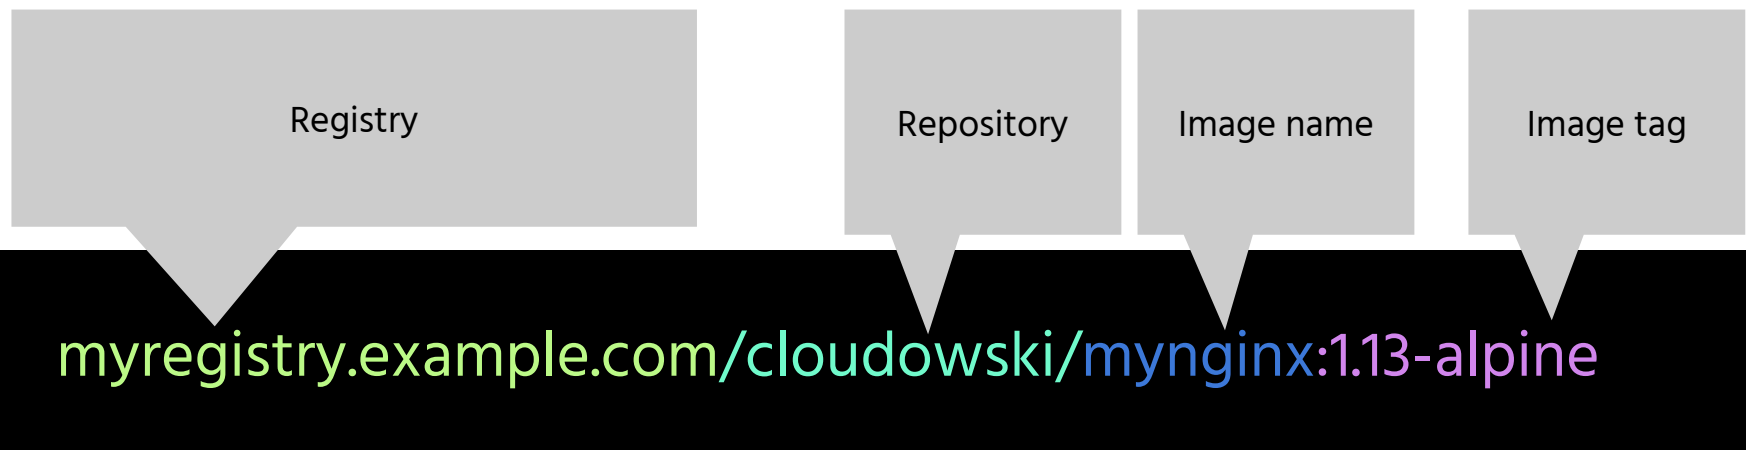 Registry
Repository
Image name
Image tag
myregistry.example.com/cloudowski/mynginx:1.13-alpine